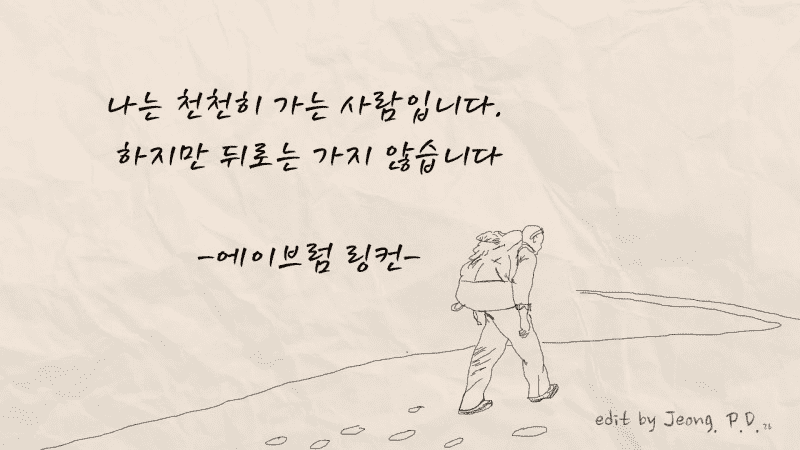 나는 천천히 가는 사람입니다.
하지만 뒤로는 가지 않습니다
-에이브럼 링컨-
edit by Jeong. P.D.